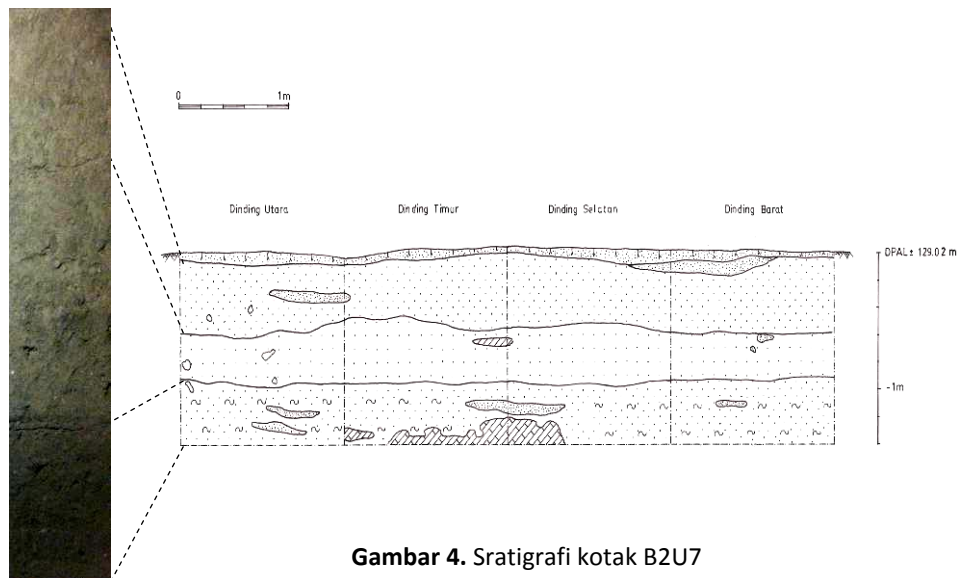 0 1m
Dinding Utara Dinding Timur Dinding Selatan Dinding Barat
DPAL ± 129.02 m
-1m
Gambar 4. Sratigrafi kotak B2U7